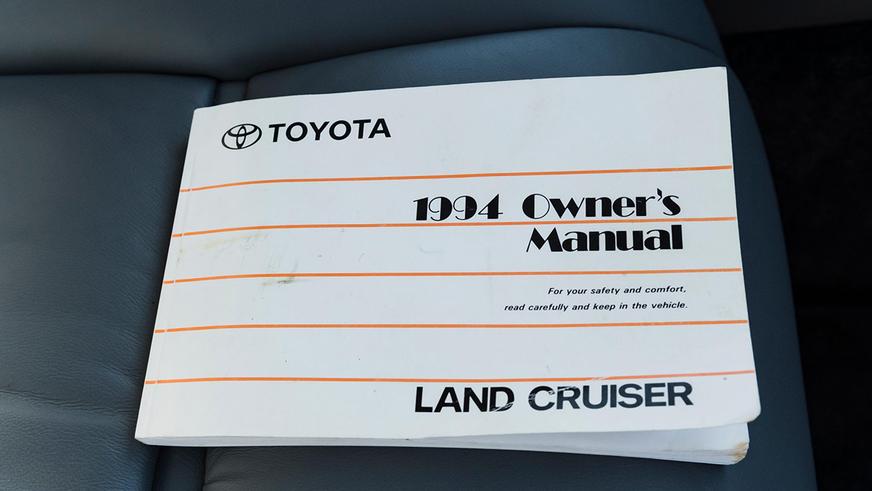 TOYOTA
1994 Owner's
Manual
For your safety and comfort,
read carefully and keep in the vehicle.
LAND CRUISER